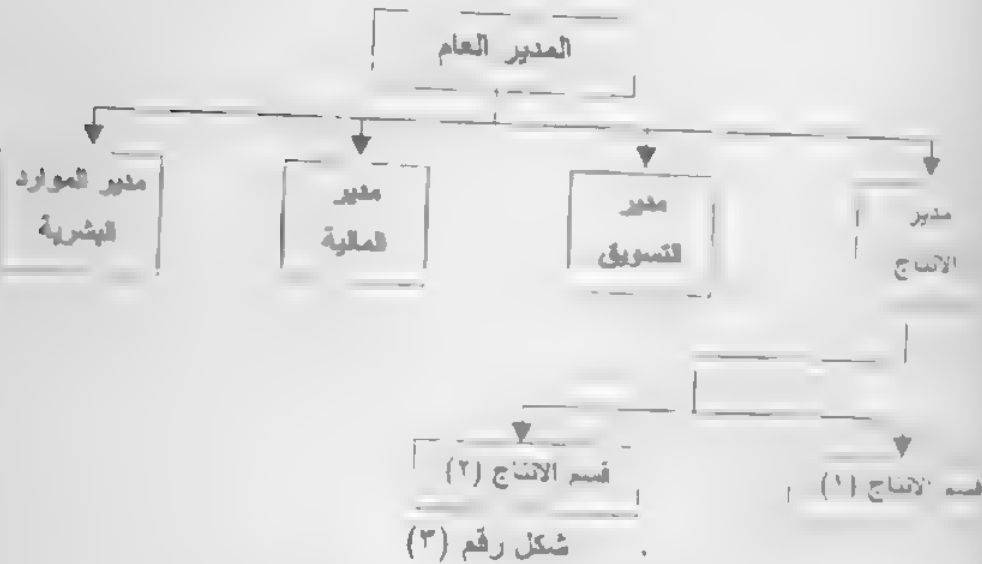 المدير العام
مدير
الانتاج
مدير
التسويق
مدير
المالية
مدير الموارد
البشرية
قسم الانتاج (١)
قسم الانتاج (٢)
شكل رقم (٣)